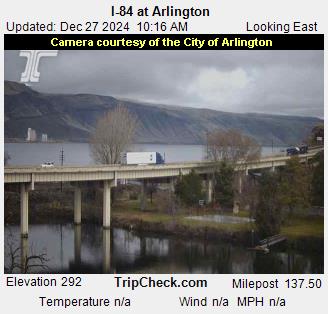 I-84 at Arlington
Updated: Dec 27 2024 10:16 AM Looking East
Camera courtesy of the City of Arlington
Elevation 292 TripCheck.com Milepost 137.50
Temperature n/a Wind n/a MPH n/a